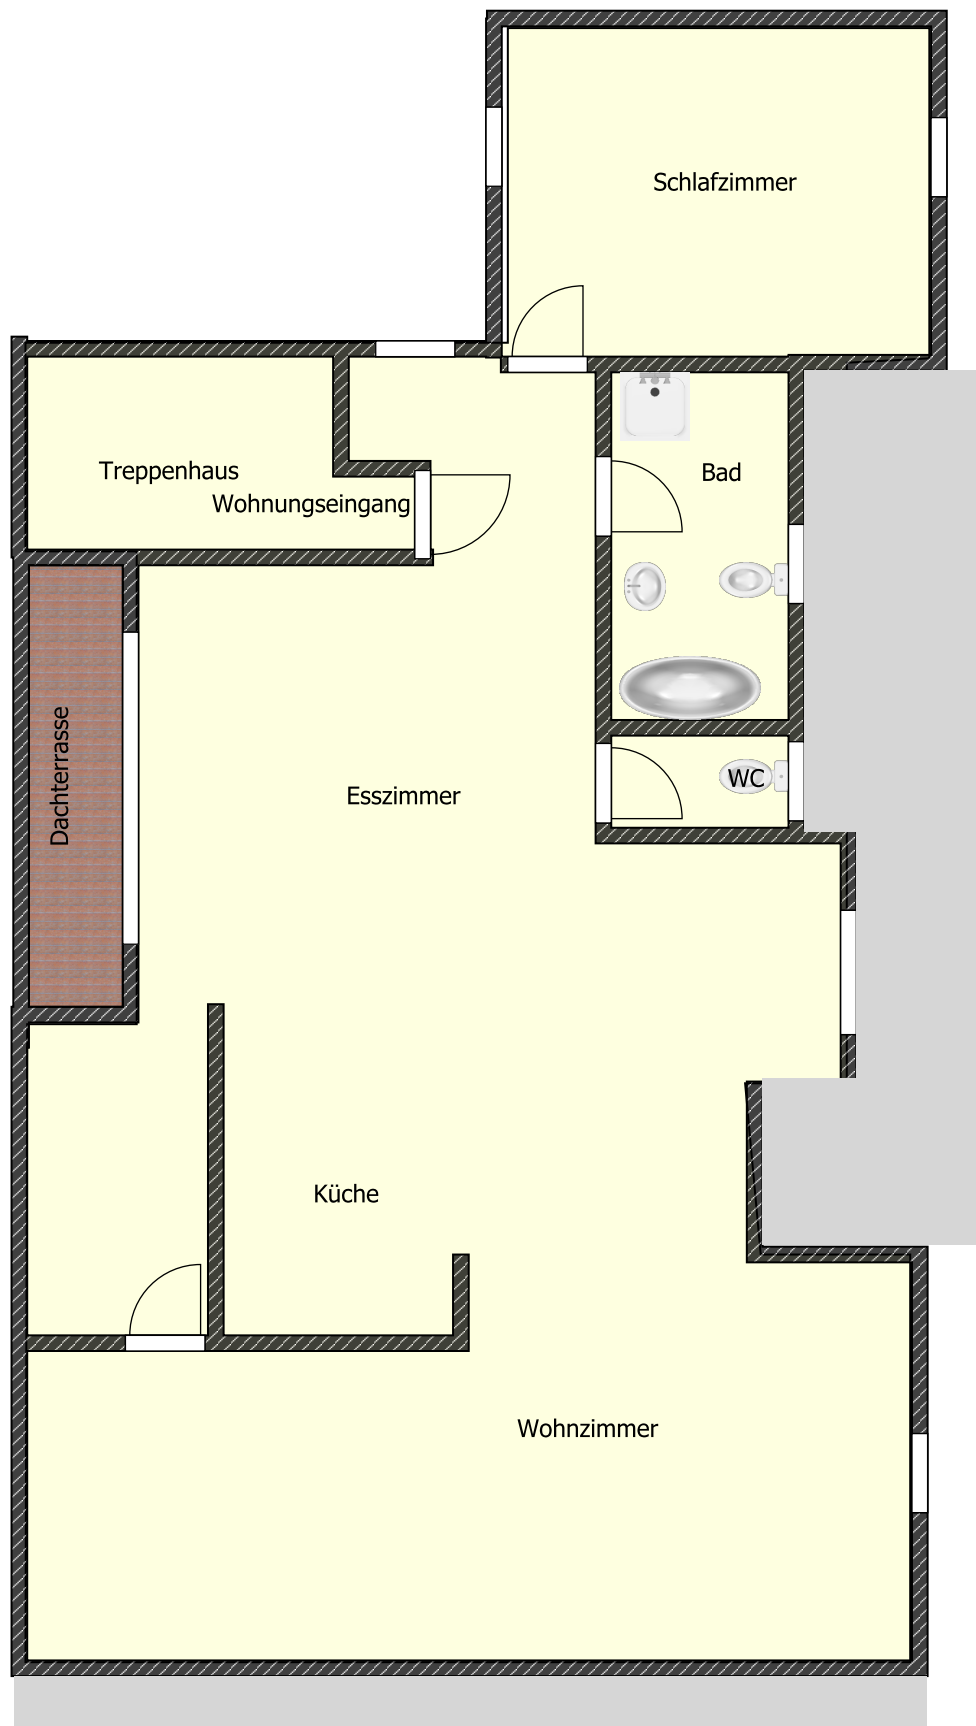 Schlafzimmer
Treppenhaus
Bad
Wohnungseingang
Dachterrasse
WC
Esszimmer
Küche
Wohnzimmer